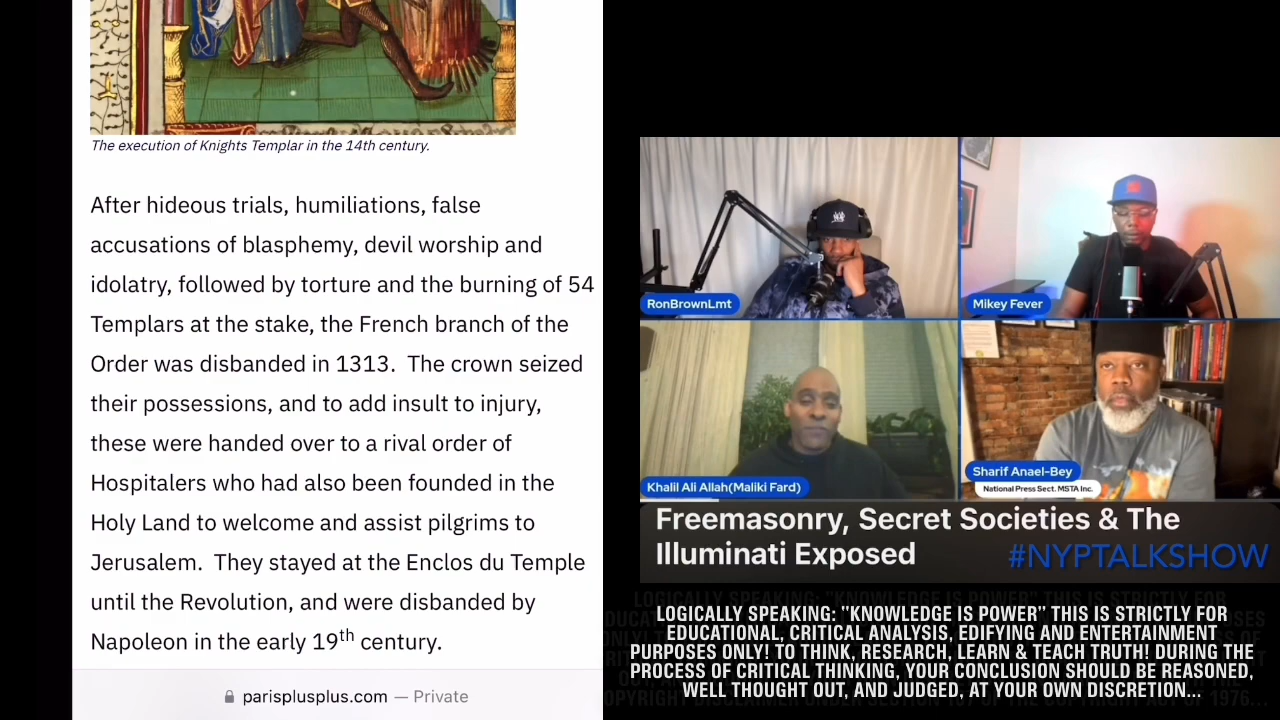 The execution of Knights Templar in the 14th century.
After hideous trials, humiliations, false
accusations of blasphemy, devil worship and
idolatry, followed by torture and the burning of 54
Templars at the stake, the French branch of the
Order was disbanded in 1313.  The crown seized
their possessions, and to add insult to injury,
these were handed over to a rival order of
Hospitalers who had also been founded in the
Holy Land to welcome and assist pilgrims to
Jerusalem.  They stayed at the Enclos du Temple
until the Revolution, and were disbanded by
Napoleon in the early 19th century.
parisplusplus.com — Private
RonBrownLmt
Mikey Fever
Khalil Ali Allah(Maliki Fard)
Sharif Anael-Bey
National Press Sect. MSTA Inc.
Freemasonry, Secret Societies & The
Illuminati Exposed
#NYPTALKSHOW
LOGICALLY SPEAKING: "KNOWLEDGE IS POWER" THIS IS STRICTLY FOR
EDUCATIONAL, CRITICAL ANALYSIS, EDIFYING AND ENTERTAINMENT
PURPOSES ONLY! TO THINK, RESEARCH, LEARN & TEACH TRUTH! DURING THE
PROCESS OF CRITICAL THINKING, YOUR CONCLUSION SHOULD BE REASONED,
WELL THOUGHT OUT, AND JUDGED, AT YOUR OWN DISCRETION...